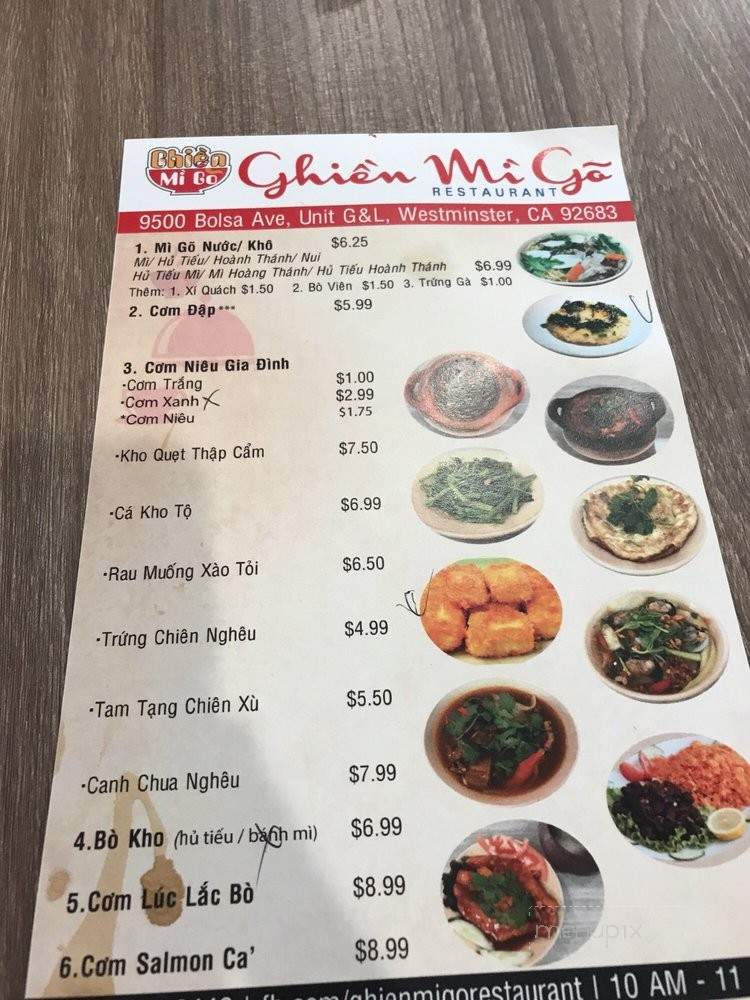 Ghiền
Mì Gõ
Ghiền Mì Gõ
RESTAURANT
9500 Bolsa Ave, Unit G&L, Westminster, CA 92683
1. Mì Gõ Nước/ Khô $6.25
Mì/ Hủ Tiếu/ Hoành Thánh/ Nui
Hủ Tiếu Mì/ Mì Hoàng Thánh/ Hủ Tiếu Hoành Thánh $6.99
Thêm: 1. Xí Quách $1.50 2. Bò Viên $1.50 3. Trứng Gà $1.00
2. Cơm Đập*** $5.99
3. Cơm Niêu Gia Đình
•Cơm Trắng $1.00
•Cơm Xanh $2.99
*Cơm Niêu $1.75
•Kho Quẹt Thập Cẩm $7.50
•Cá Kho Tộ $6.99
•Rau Muống Xào Tỏi $6.50
•Trứng Chiên Nghêu $4.99
•Tam Tạng Chiên Xù $5.50
•Canh Chua Nghêu $7.99
4.Bò Kho (hủ tiếu / bánh mì) $6.99
5.Cơm Lúc Lắc Bò $8.99
6.Cơm Salmon Ca' $8.99
menupix
fb.com/ghienmigorestaurant | 10 AM - 11